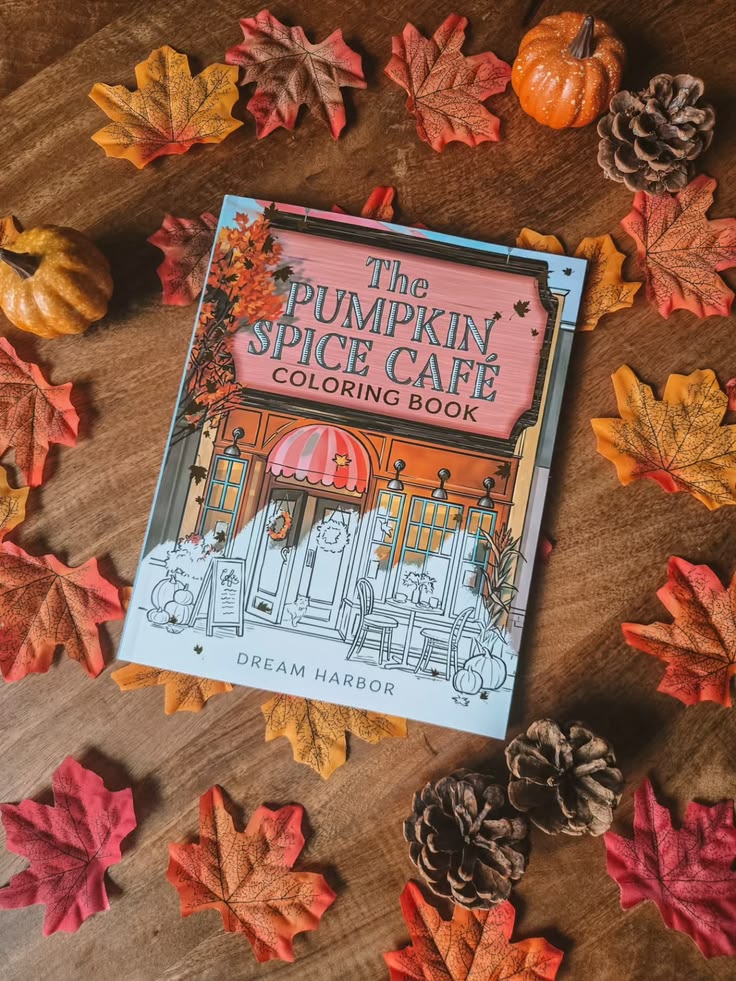 The
PUMPKIN
SPICE CAFÉ
COLORING BOOK
DREAM HARBOR